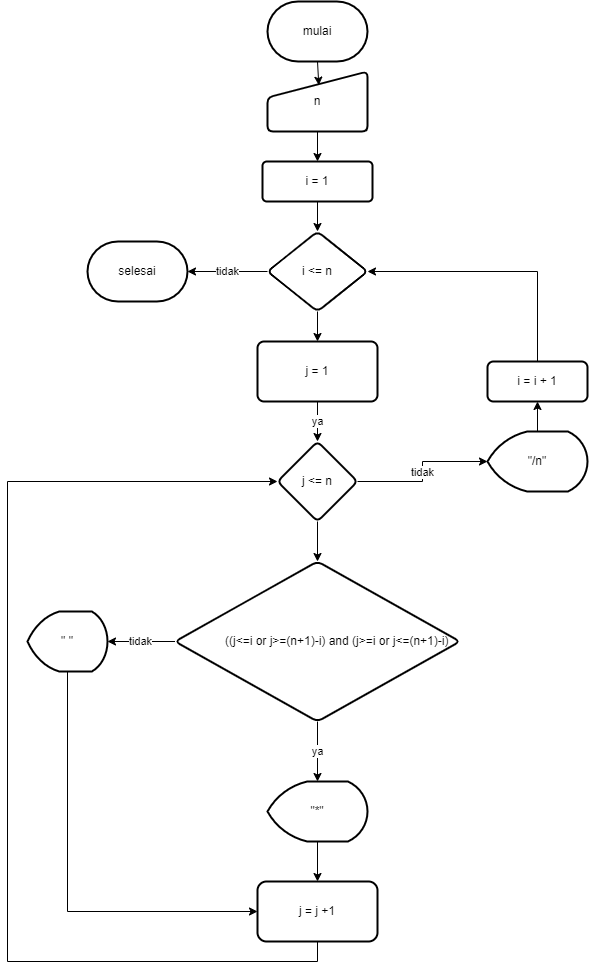 mulai
n
i = 1
i <= n
tidak
selesai
j = 1
i = i + 1
ya
j <= n
tidak
"/n"
((j<=i or j>=(n+1)-i) and (j>=i or j<=(n+1)-i)
tidak
" "
ya
"*"
j = j +1